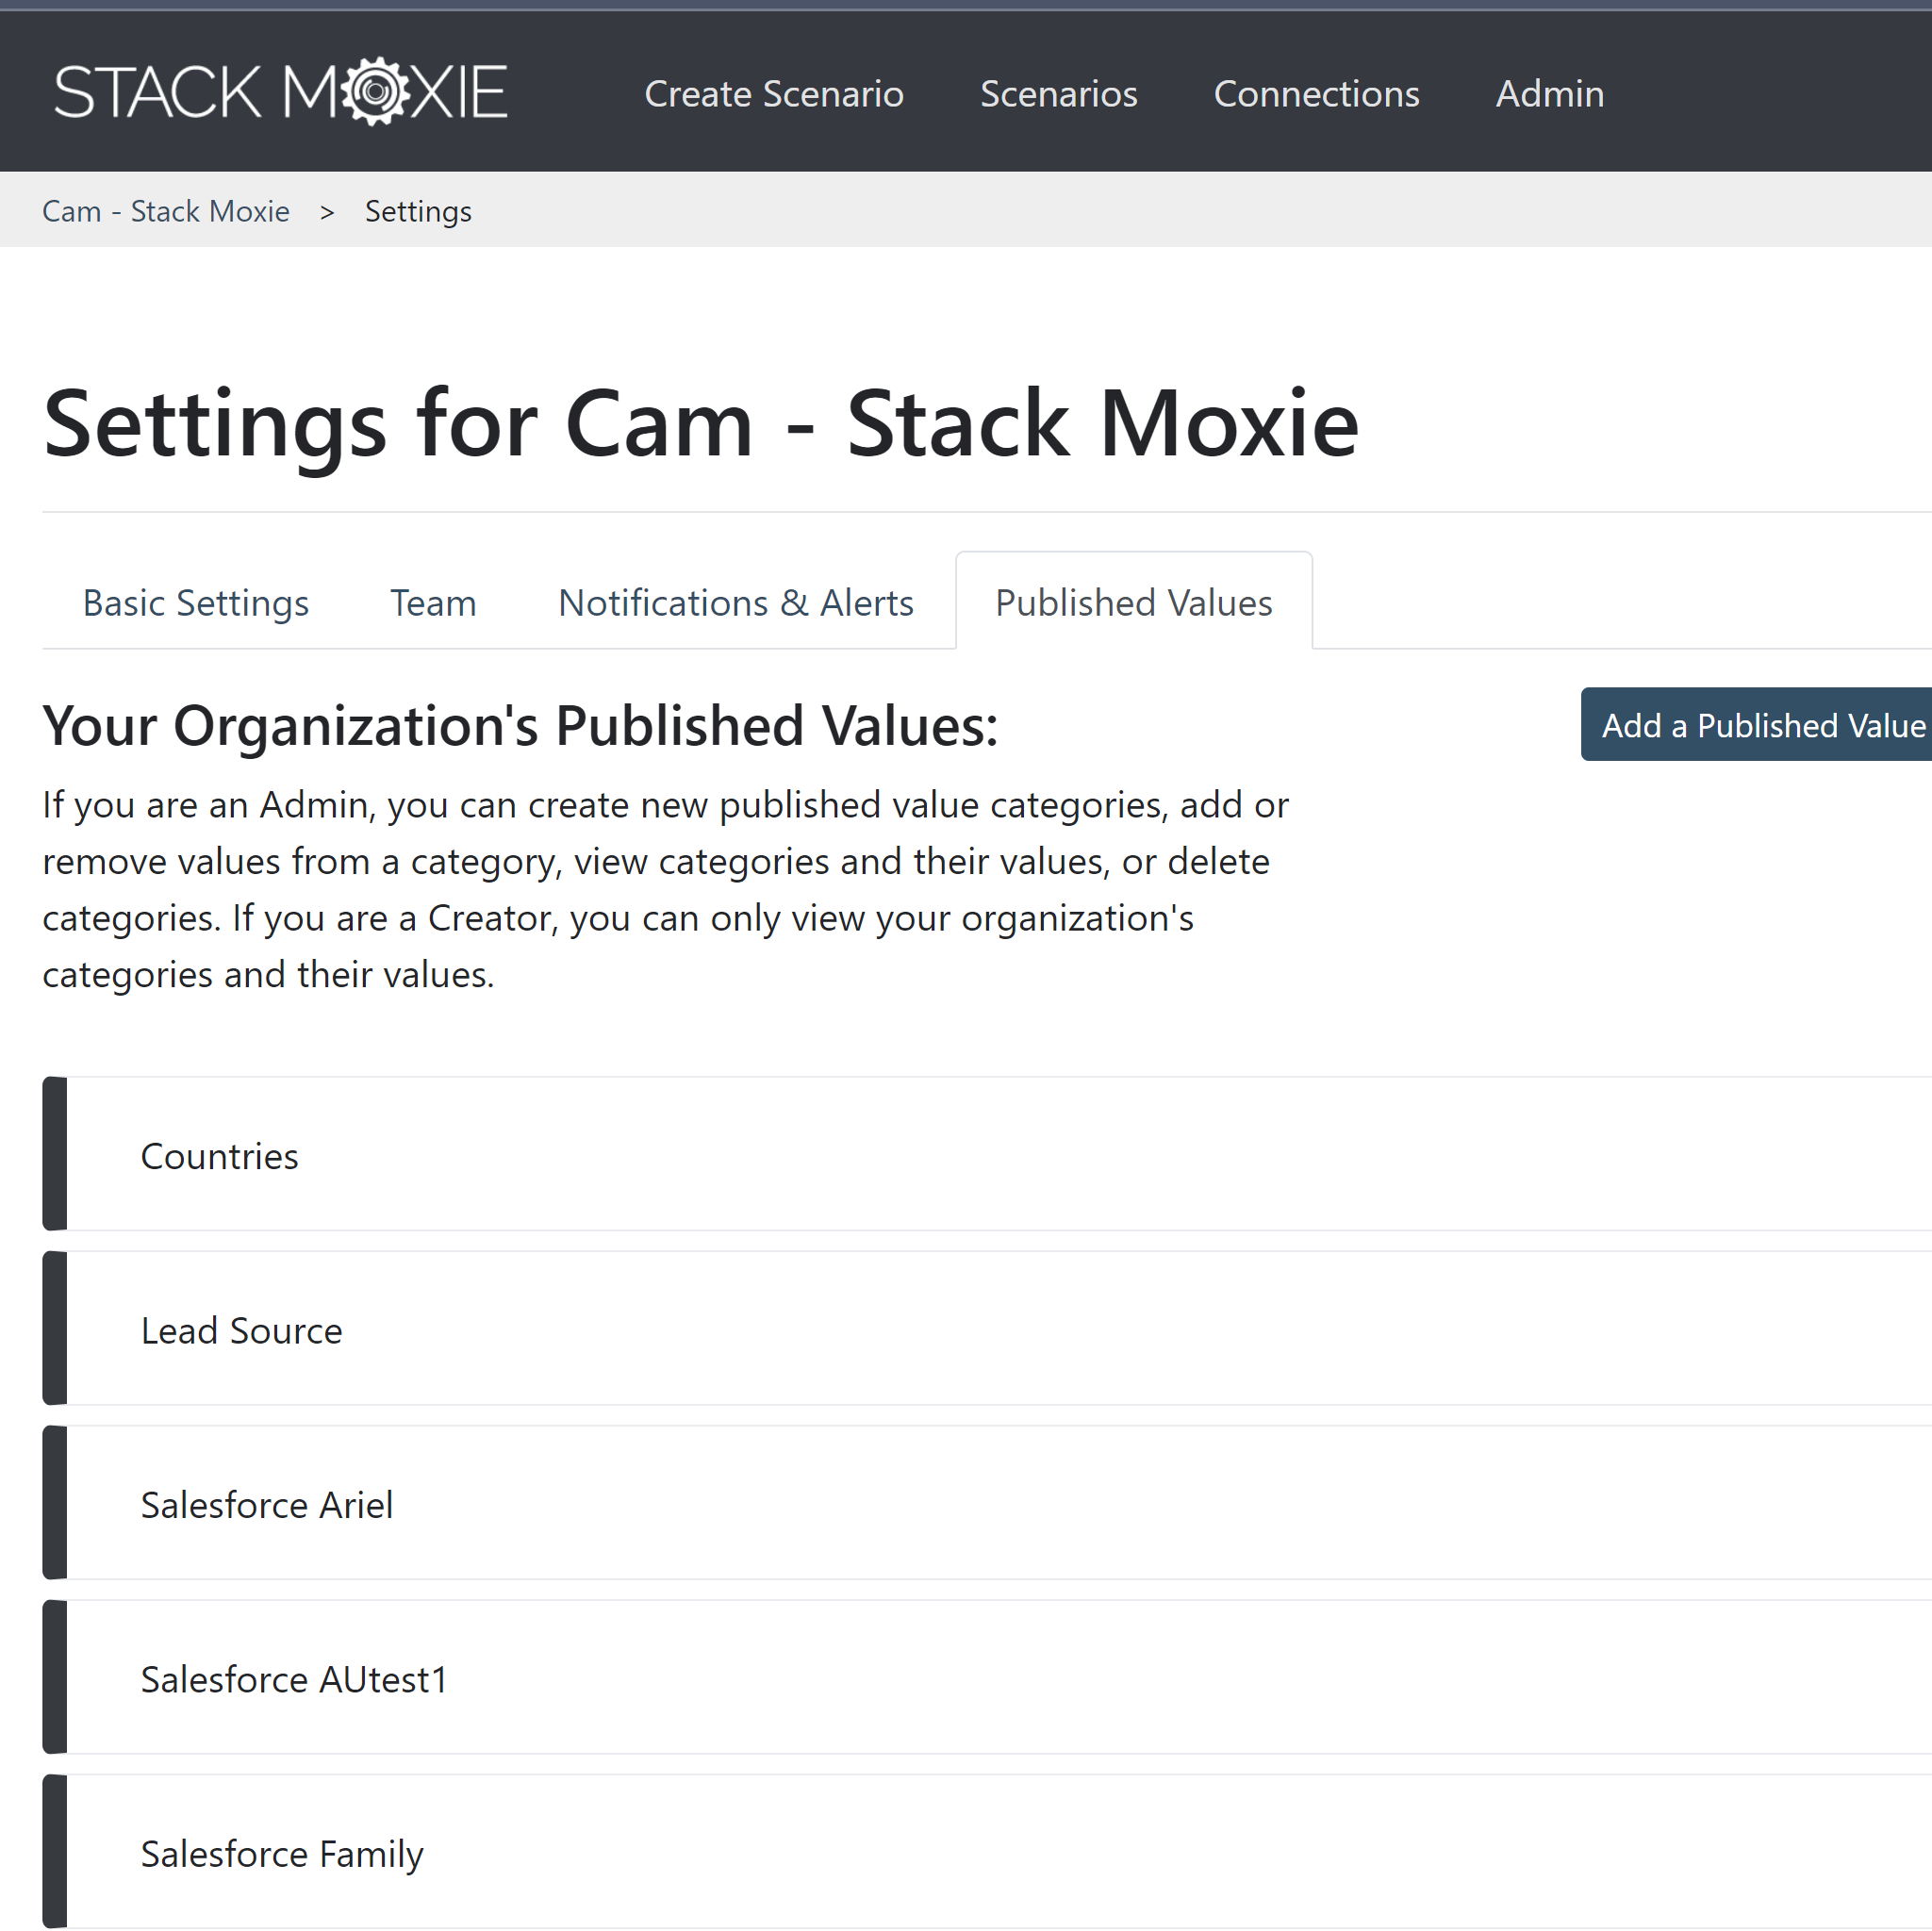 STACK MOXIE
Create Scenario
Scenarios
Connections
Admin
Cam - Stack Moxie > Settings
Settings for Cam - Stack Moxie
Basic Settings
Team
Notifications & Alerts
Published Values
Your Organization's Published Values:
Add a Published Value
If you are an Admin, you can create new published value categories, add or
remove values from a category, view categories and their values, or delete
categories. If you are a Creator, you can only view your organization's
categories and their values.
Countries
Lead Source
Salesforce Ariel
Salesforce AUtest1
Salesforce Family